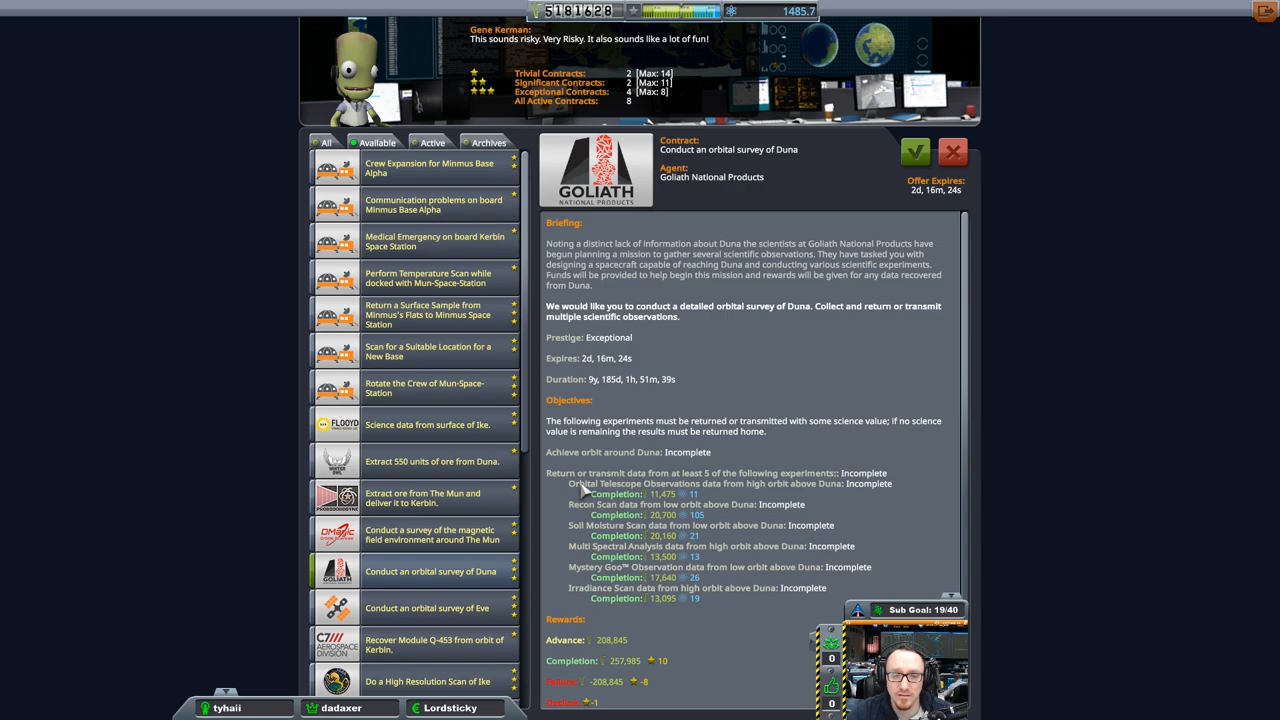 5181628
1485.7
Gene Kerman:
This sounds risky. Very Risky. It also sounds like a lot of fun!
Trivial Contracts: 2 [Max: 14]
Significant Contracts: 2 [Max: 11]
Exceptional Contracts: 4 [Max: 8]
All Active Contracts: 8
All
Available
Active
Archives
Crew Expansion for Minmus Base
Alpha
Communication problems on board
Minmus Base Alpha
Medical Emergency on board Kerbin
Space Station
Perform Temperature Scan while
docked with Mun-Space-Station
Return a Surface Sample from
Minmus's Flats to Minmus Space
Station
Scan for a Suitable Location for a
New Base
Rotate the Crew of Mun-Space-
Station
FLOOYD
Science data from surface of Ike.
WINTER
OWL
Extract 550 units of ore from Duna.
Extract ore from The Mun and
deliver it to Kerbin.
DMagic
Conduct a survey of the magnetic
field environment around The Mun
GOLIATH
Conduct an orbital survey of Duna
Conduct an orbital survey of Eve
C7
AEROSPACE
DIVISION
Recover Module Q-453 from orbit of
Kerbin.
Do a High Resolution Scan of Ike
GOLIATH
NATIONAL PRODUCTS
Contract:
Conduct an orbital survey of Duna
Agent:
Goliath National Products
Offer Expires:
2d, 16m, 24s
Briefing:
Noting a distinct lack of information about Duna the scientists at Goliath National Products have
begun planning a mission to gather several scientific observations. They have tasked you with
designing a spacecraft capable of reaching Duna and conducting various scientific experiments.
Funds will be provided to help begin this mission and rewards will be given for any data recovered
from Duna.
We would like you to conduct a detailed orbital survey of Duna. Collect and return or transmit
multiple scientific observations.
Prestige: Exceptional
Expires: 2d, 16m, 24s
Duration: 9y, 185d, 1h, 51m, 39s
Objectives:
The following experiments must be returned or transmitted with some science value; if no science
value is remaining the results must be returned home.
Achieve orbit around Duna: Incomplete
Return or transmit data from at least 5 of the following experiments:: Incomplete
Orbital Telescope Observations data from high orbit above Duna: Incomplete
Completion: 11,475 11
Recon Scan data from low orbit above Duna: Incomplete
Completion: 20,700 105
Soil Moisture Scan data from low orbit above Duna: Incomplete
Completion: 20,160 21
Multi Spectral Analysis data from high orbit above Duna: Incomplete
Completion: 13,500 13
Mystery Goo™ Observation data from low orbit above Duna: Incomplete
Completion: 17,640 26
Irradiance Scan data from high orbit above Duna: Incomplete
Completion: 13,095 19
Rewards:
Advance: 208,845
Completion: 257,985 10
Failure: -208,845 -8
Decline: -1
Sub Goal: 19/40
0
0
tyhaii
dadaxer
Lordsticky